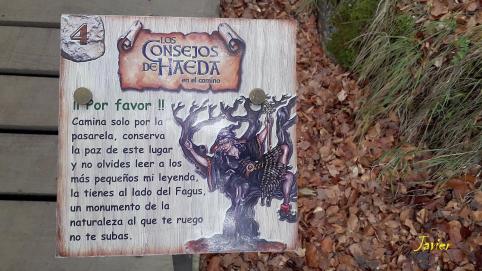 4
LOS
CONSEJOS
DE HAEDA
en el camino
¡¡ Por favor !!
Camina solo por la
pasarela, conserva
la paz de este lugar
y no olvides leer a los
más pequeños mi leyenda,
la tienes al lado del Fagus,
un monumento de la
naturaleza al que te ruego
no te subas.
Javier